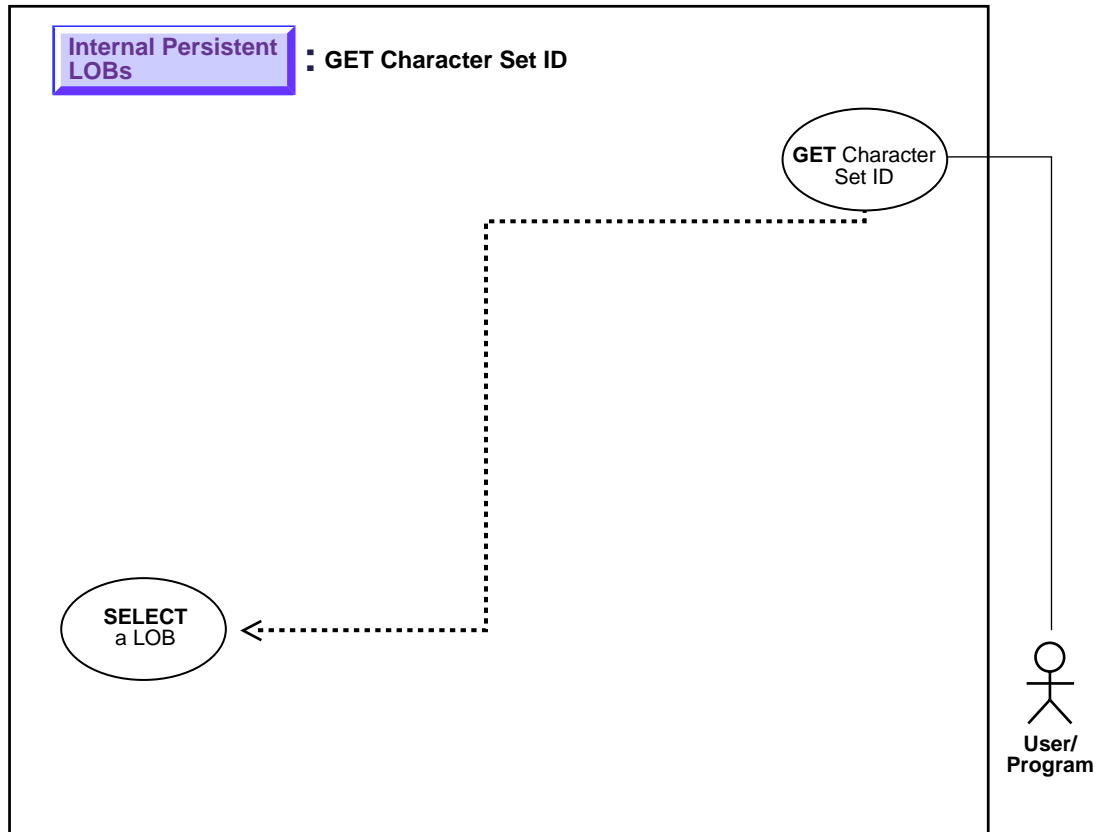 Internal Persistent
LOBs
: GET Character Set ID
GET Character
Set ID
SELECT
a LOB
User/
Program